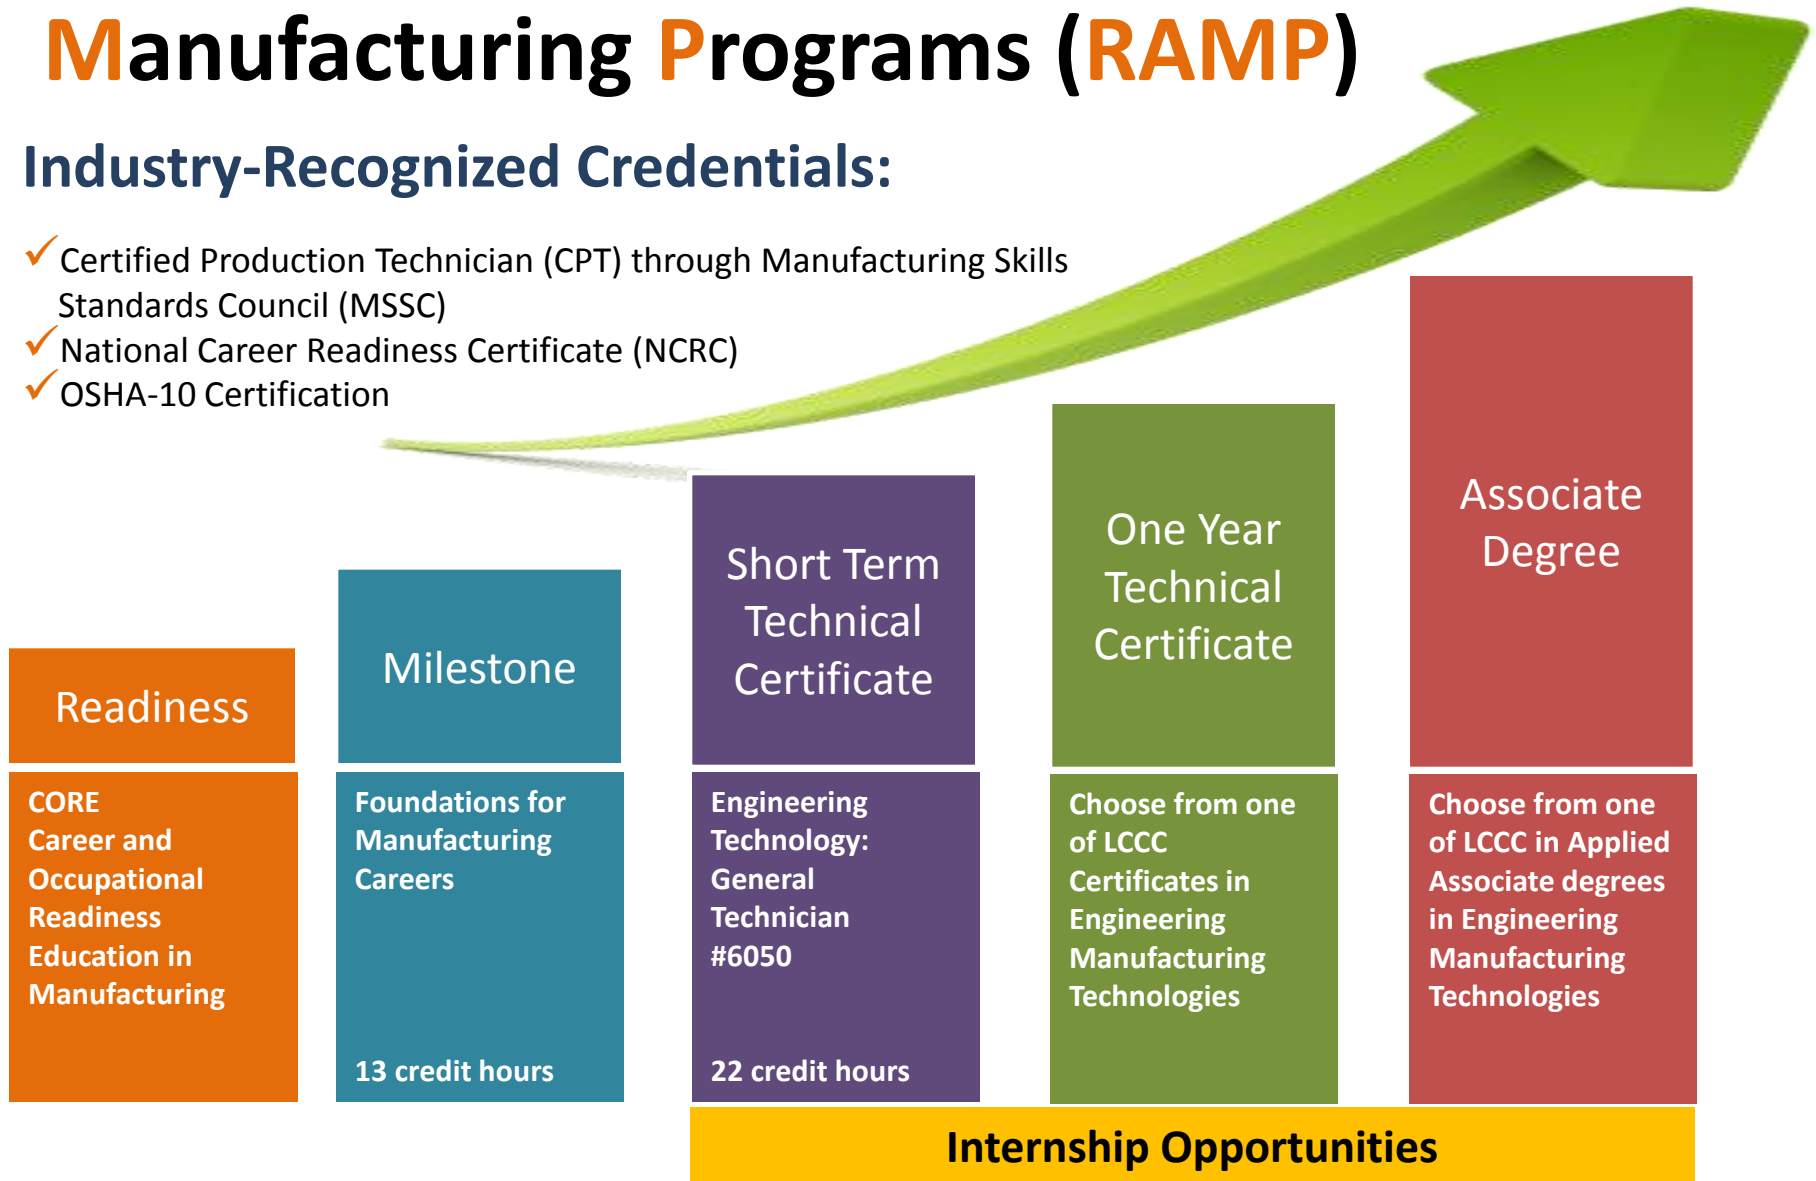 Manufacturing Programs (RAMP)
Industry-Recognized Credentials:
Certified Production Technician (CPT) through Manufacturing Skills
Standards Council (MSSC)
National Career Readiness Certificate (NCRC)
OSHA-10 Certification
Readiness
CORE
Career and
Occupational
Readiness
Education in
Manufacturing
Milestone
Foundations for
Manufacturing
Careers
13 credit hours
Short Term
Technical
Certificate
Engineering
Technology:
General
Technician
#6050
22 credit hours
One Year
Technical
Certificate
Choose from one
of LCCC
Certificates in
Engineering
Manufacturing
Technologies
Associate
Degree
Choose from one
of LCCC in Applied
Associate degrees
in Engineering
Manufacturing
Technologies
Internship Opportunities